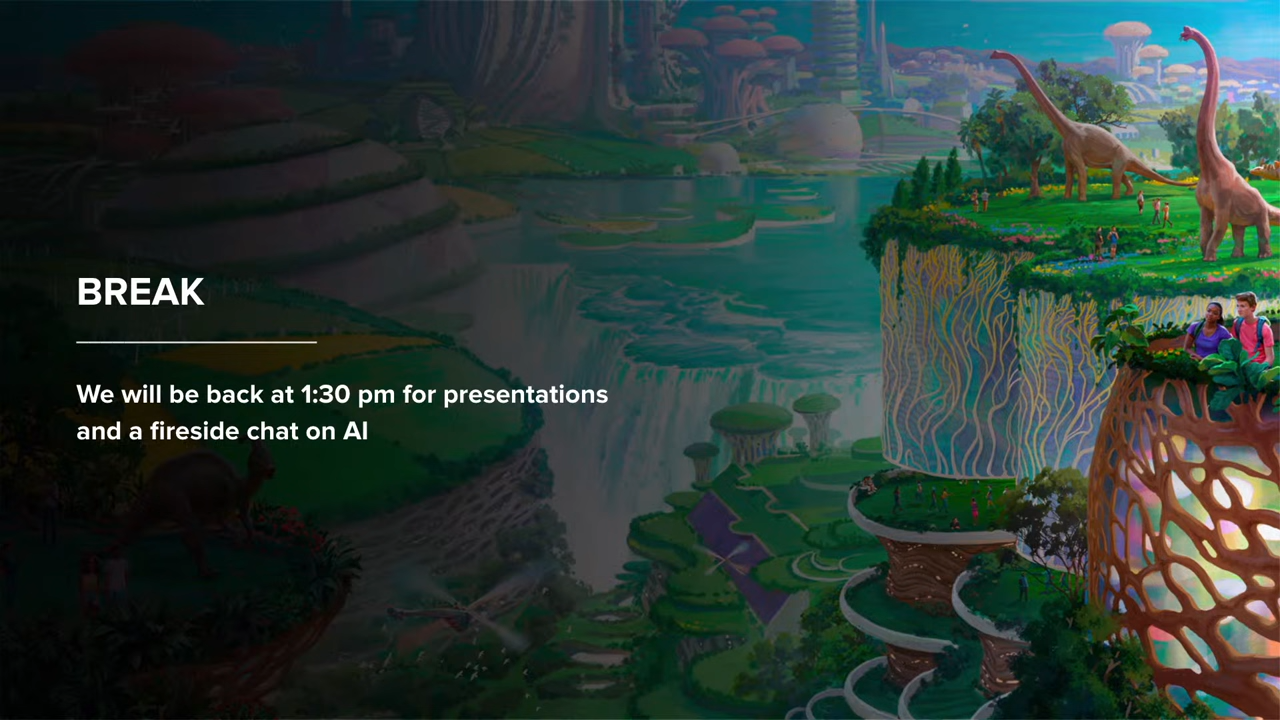 BREAK
We will be back at 1:30 pm for presentations
and a fireside chat on AI